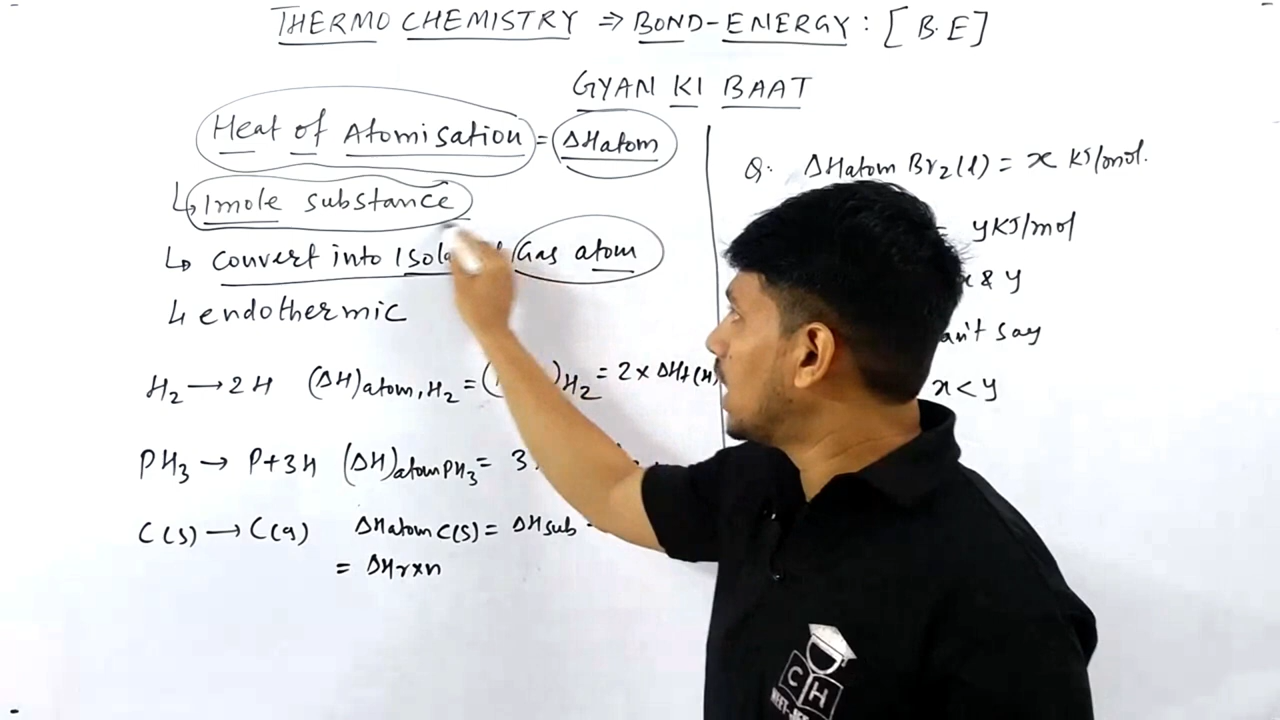 THERMO CHEMISTRY ⇒ BOND-ENERGY: [B.E]
GYAN KI BAAT
Heat of Atomisation = ΔHatom
↳ 1mole substance
↳ convert into Gas atom
↳ endothermic
H₂ → 2H (ΔH)atom, H₂ = ( )H₂ = 2 × ΔHf(H)
PH₃ → P+3H (ΔH)atom PH₃ = 3
C(s) → C(g) ΔHatom C(s) = ΔHsub
= ΔHrxn
Q. ΔHatom Br₂(l) = x KJ/mol.
= yKJ/mol
x & y
can't say
x < y
C H